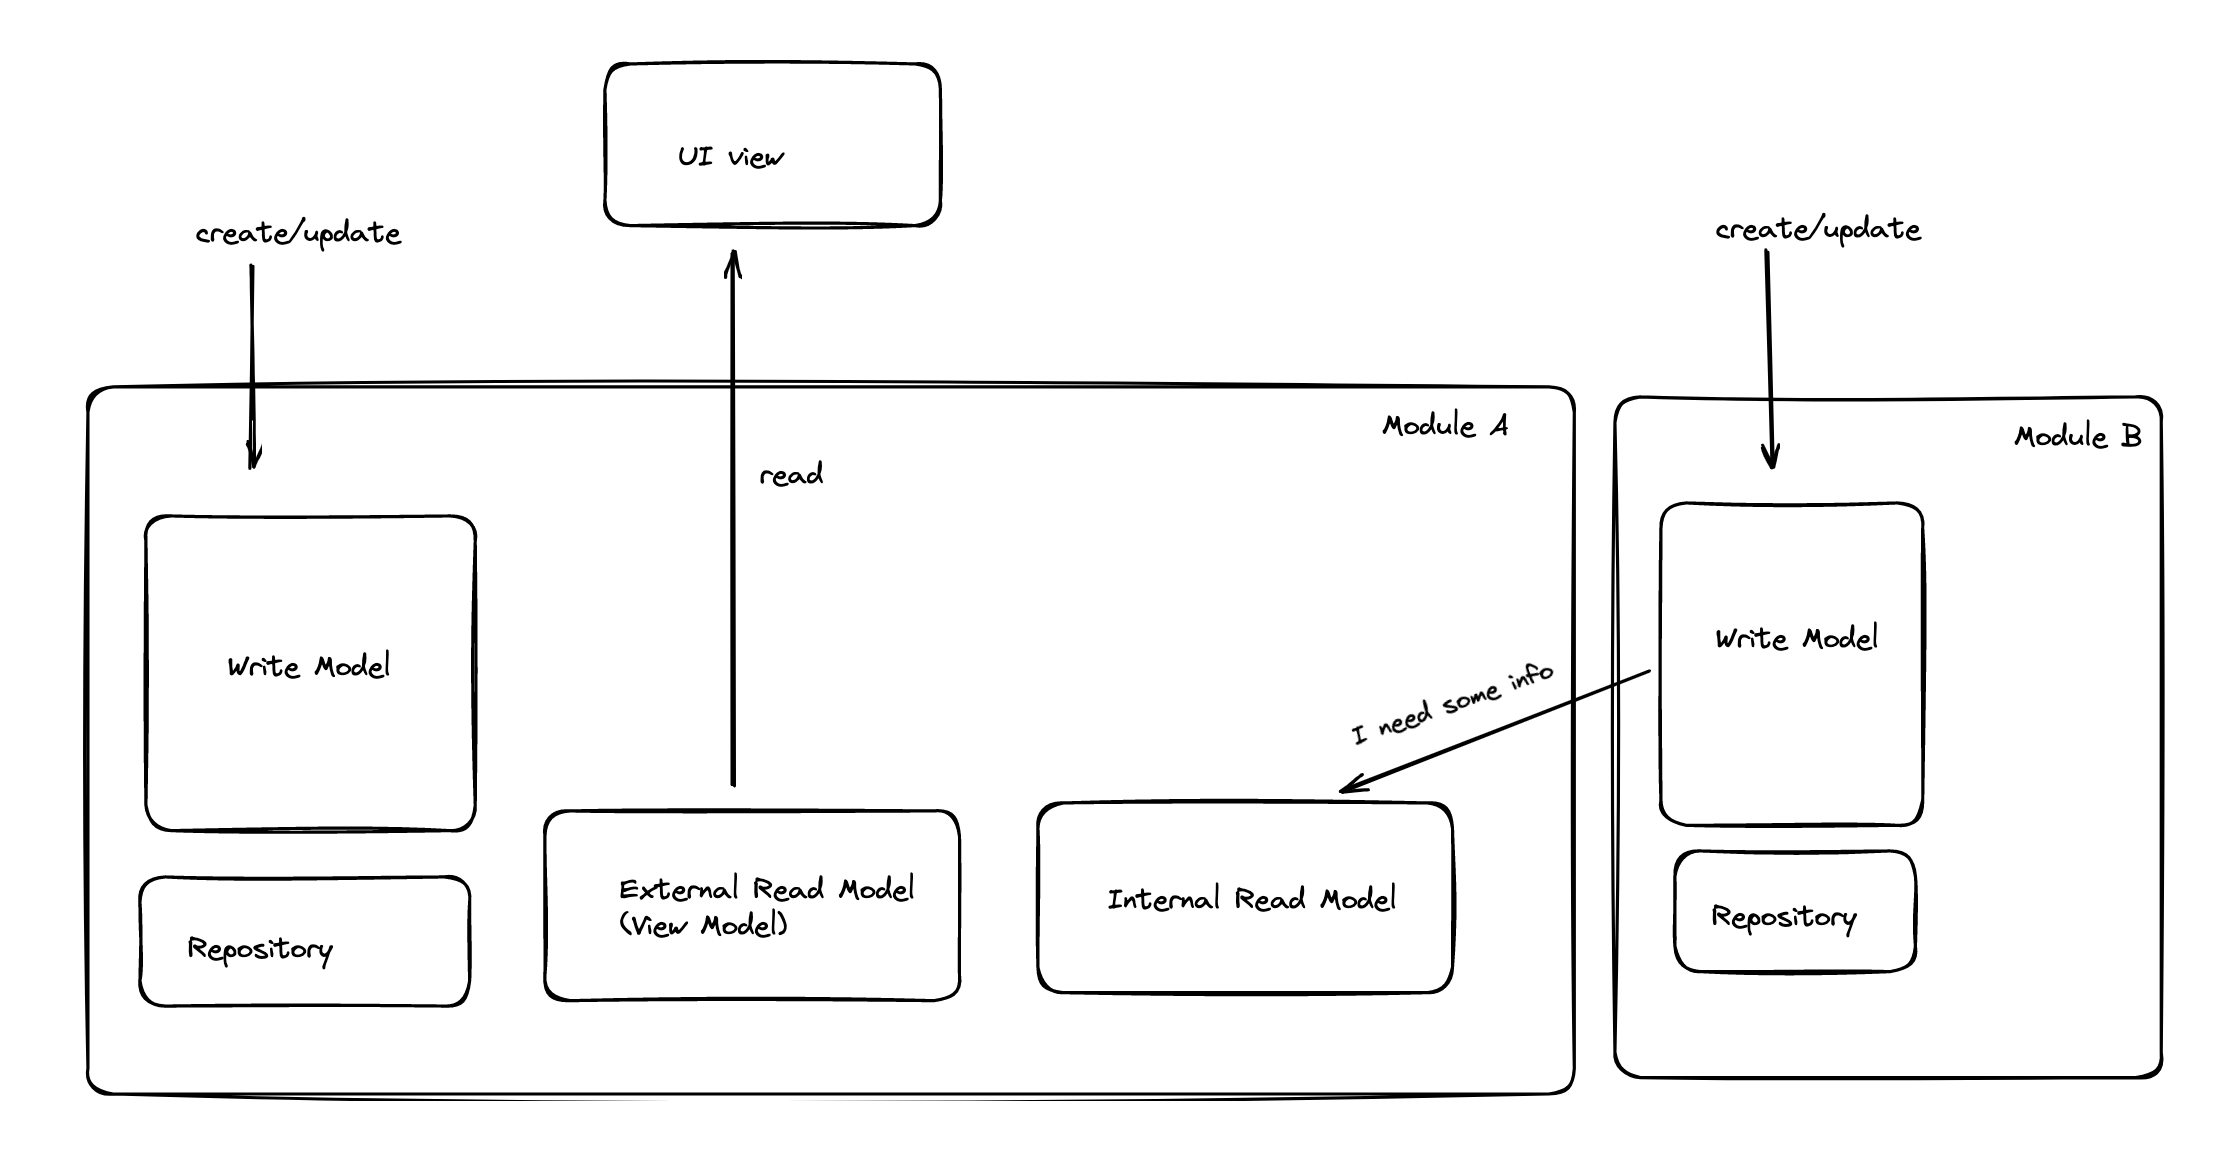 UI view
create/update
create/update
Module A
Module B
read
Write Model
Write Model
I need some info
External Read Model
(View Model)
Internal Read Model
Repository
Repository